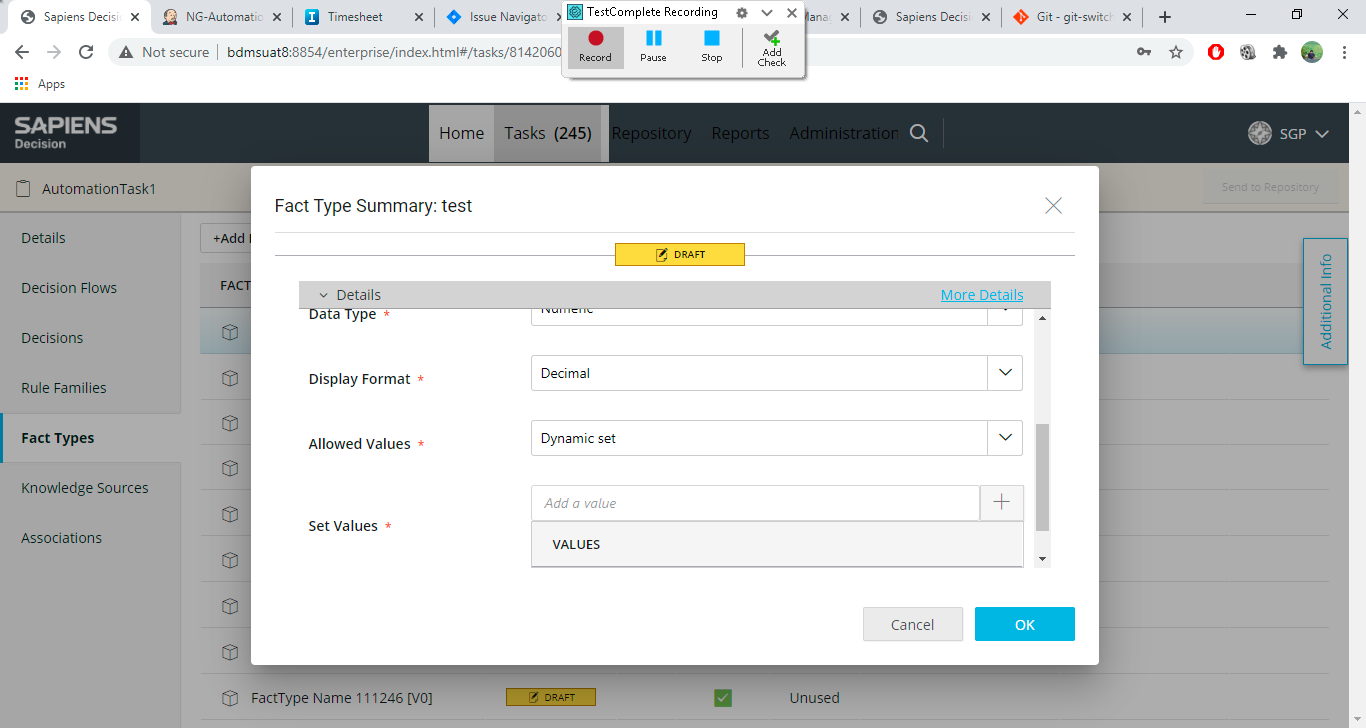 Sapiens Decisi
NG-Automatio
Timesheet
Issue Navigato
TestComplete Recording
Sapiens Decisi
Git - git-switch
Record
Pause
Stop
Add
Check
Not secure
bdmsuat8:8854/enterprise/index.html#/tasks/8142060
Apps
SAPIENS
Decision
Home
Tasks (245)
Repository
Reports
Administration
SGP
AutomationTask1
Send to Repository
Details
Decision Flows
Decisions
Rule Families
Fact Types
Knowledge Sources
Associations
+Add
FACT
Additional Info
Fact Type Summary: test
DRAFT
Details
More Details
Data Type *
Numeric
Display Format *
Decimal
Allowed Values *
Dynamic set
Set Values *
Add a value
VALUES
Cancel
OK
FactType Name 111246 [V0]
DRAFT
Unused